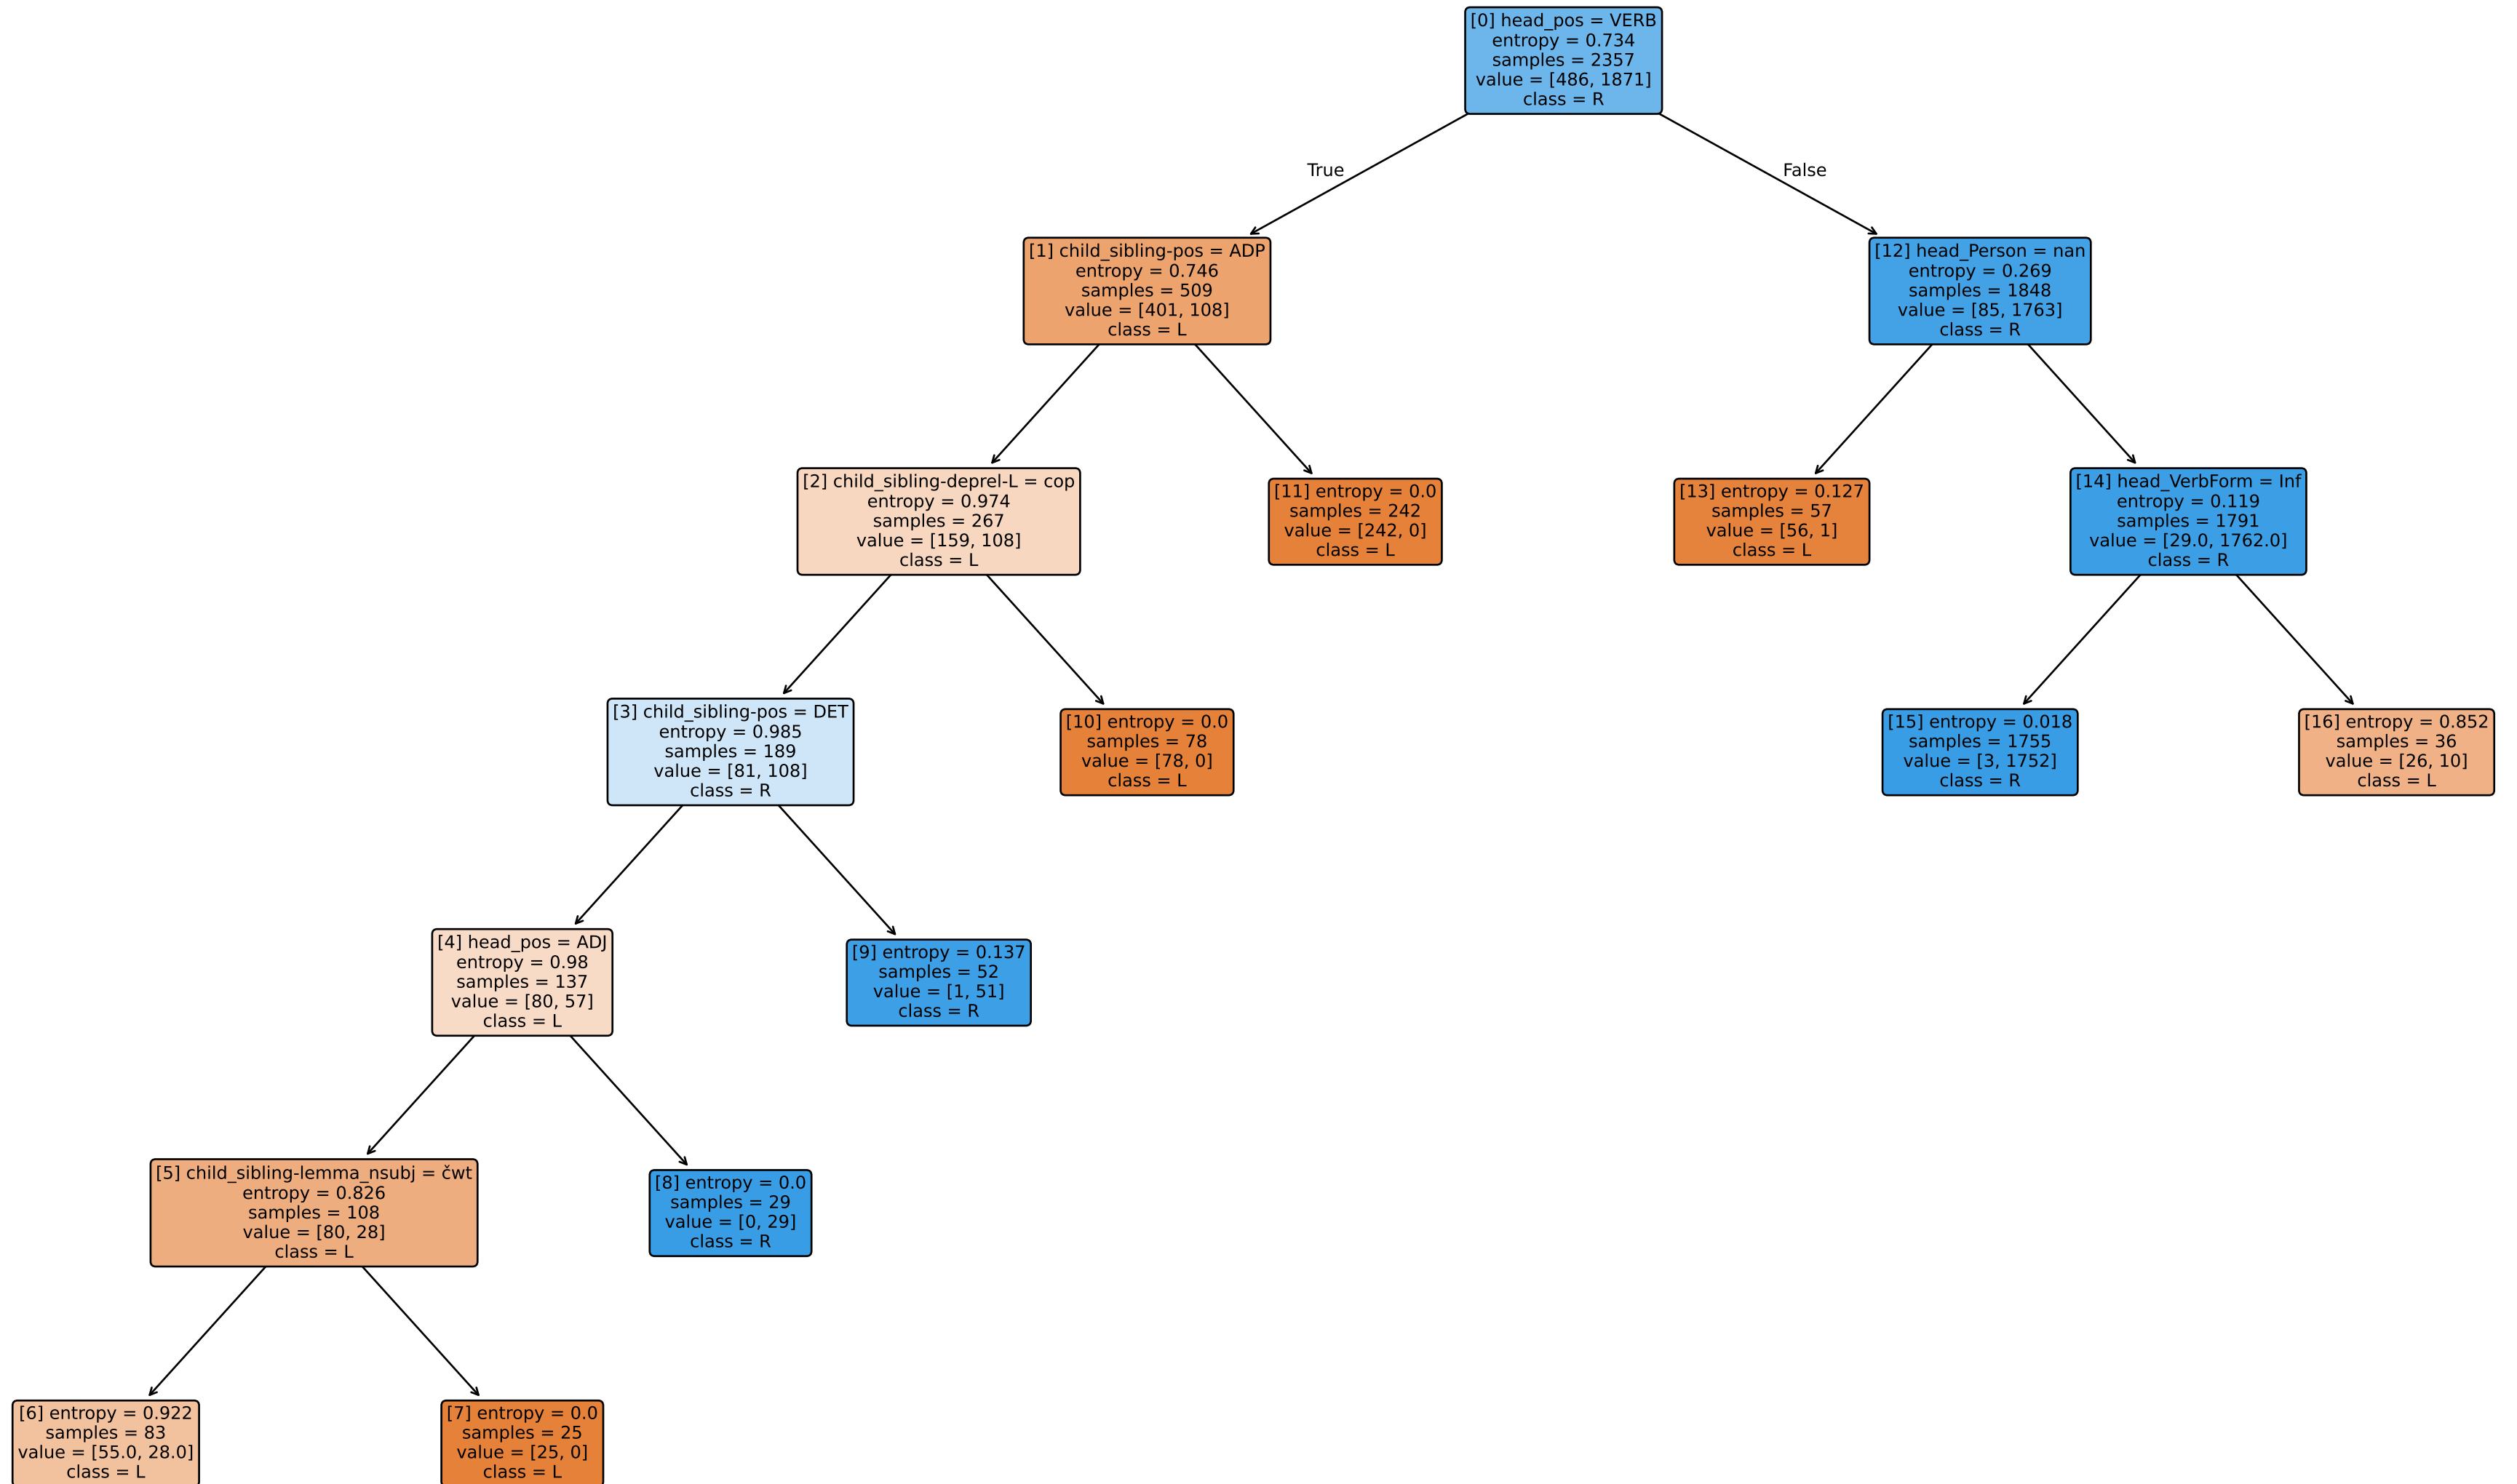 [0] head_pos = VERB
entropy = 0.734
samples = 2357
value = [486, 1871]
class = R
True
False
[1] child_sibling-pos = ADP
entropy = 0.746
samples = 509
value = [401, 108]
class = L
[12] head_Person = nan
entropy = 0.269
samples = 1848
value = [85, 1763]
class = R
[2] child_sibling-deprel-L = cop
entropy = 0.974
samples = 267
value = [159, 108]
class = L
[11] entropy = 0.0
samples = 242
value = [242, 0]
class = L
[13] entropy = 0.127
samples = 57
value = [56, 1]
class = L
[14] head_VerbForm = Inf
entropy = 0.119
samples = 1791
value = [29.0, 1762.0]
class = R
[3] child_sibling-pos = DET
entropy = 0.985
samples = 189
value = [81, 108]
class = R
[10] entropy = 0.0
samples = 78
value = [78, 0]
class = L
[15] entropy = 0.018
samples = 1755
value = [3, 1752]
class = R
[16] entropy = 0.852
samples = 36
value = [26, 10]
class = L
[4] head_pos = ADJ
entropy = 0.98
samples = 137
value = [80, 57]
class = L
[9] entropy = 0.137
samples = 52
value = [1, 51]
class = R
[5] child_sibling-lemma_nsubj = čwt
entropy = 0.826
samples = 108
value = [80, 28]
class = L
[8] entropy = 0.0
samples = 29
value = [0, 29]
class = R
[6] entropy = 0.922
samples = 83
value = [55.0, 28.0]
class = L
[7] entropy = 0.0
samples = 25
value = [25, 0]
class = L